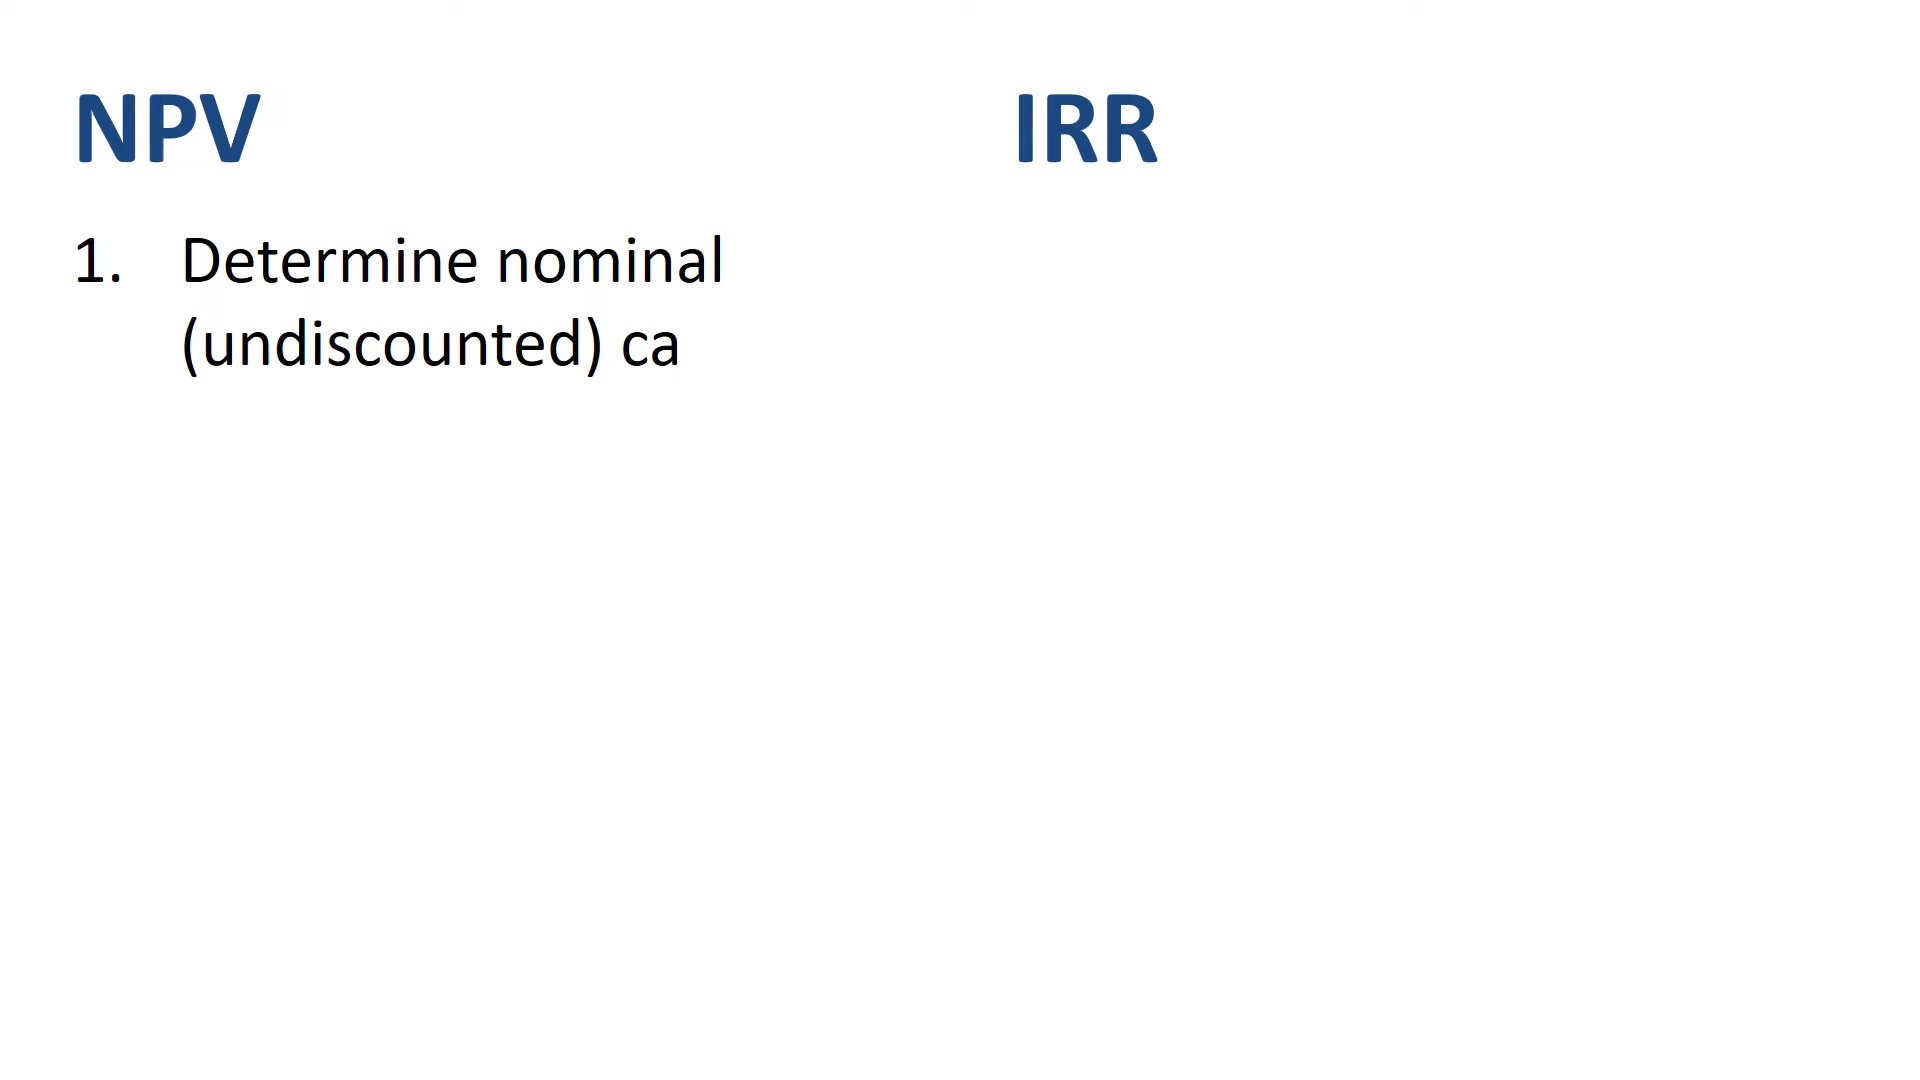 NPV
1. Determine nominal
(undiscounted) ca
IRR